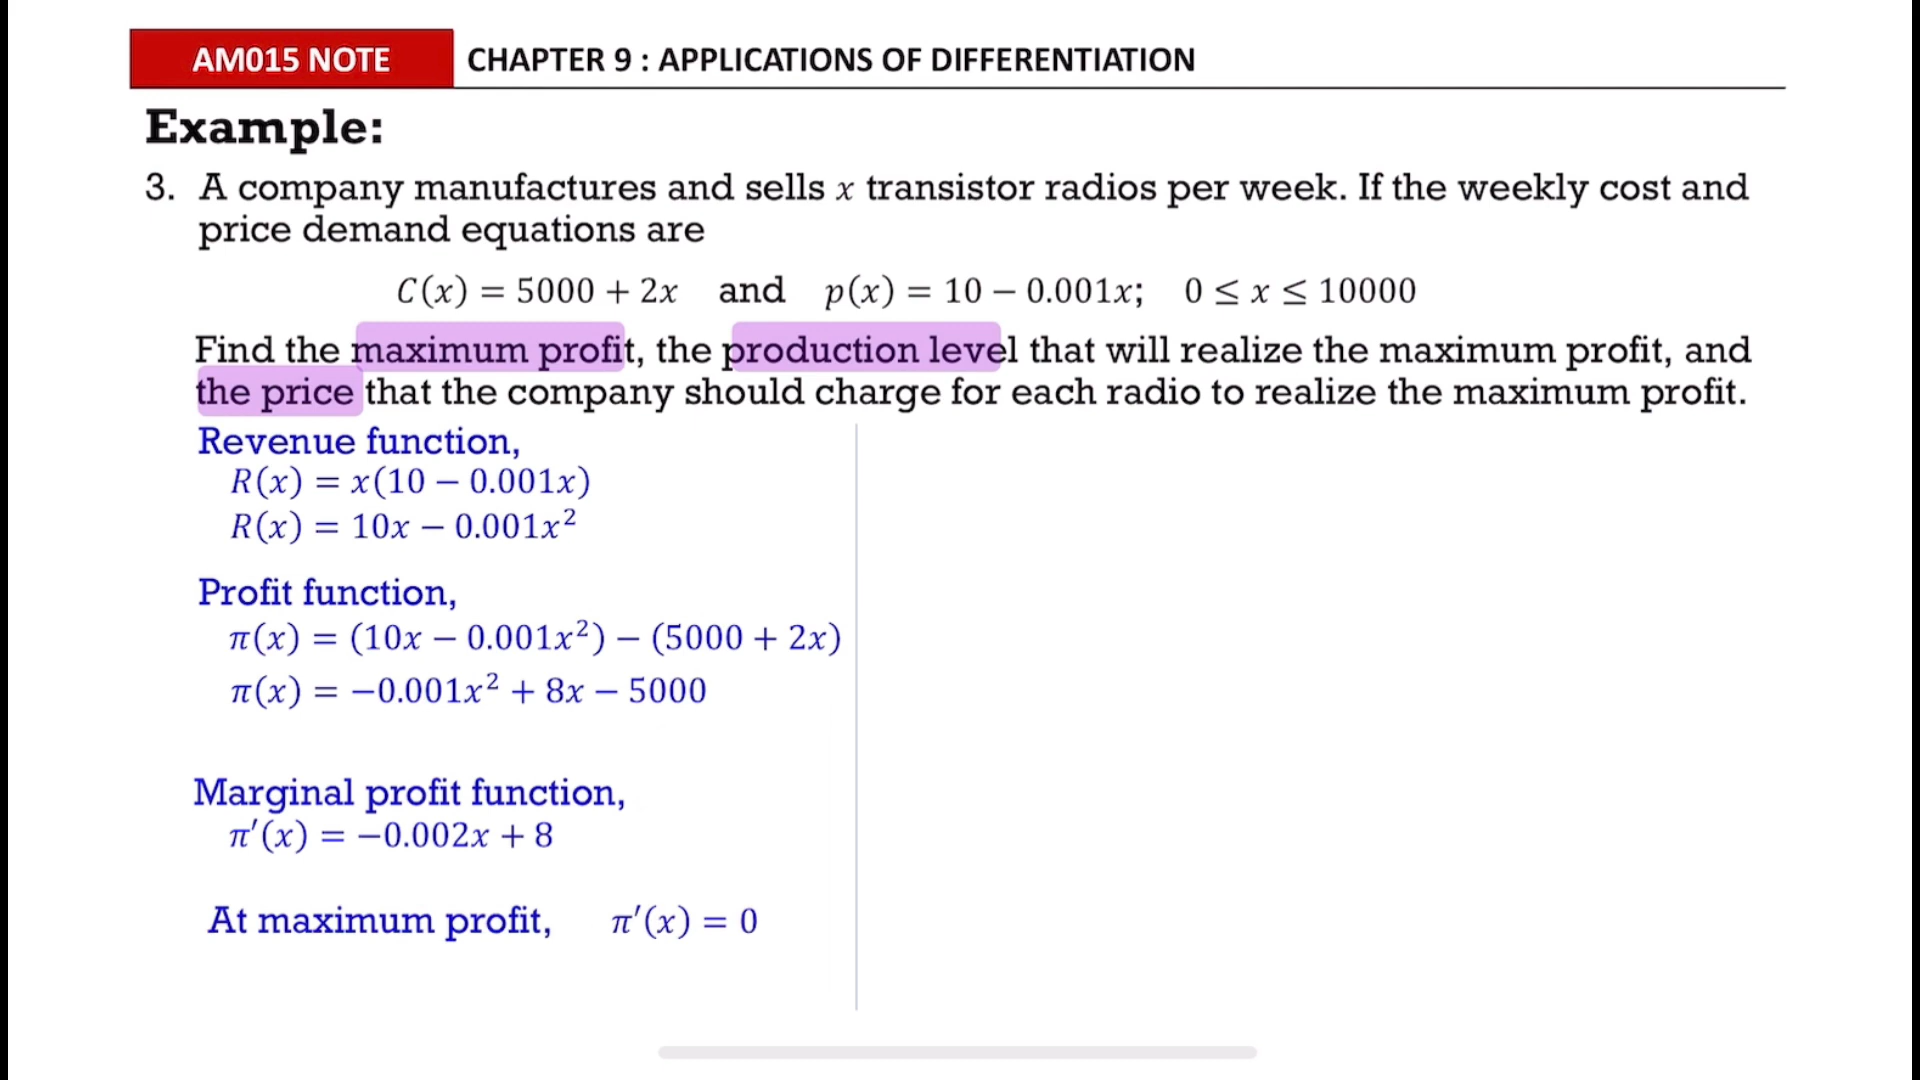 AM015 NOTE CHAPTER 9 : APPLICATIONS OF DIFFERENTIATION
Example:
3. A company manufactures and sells x transistor radios per week. If the weekly cost and
price demand equations are
C(x) = 5000 + 2x and p(x) = 10 − 0.001x; 0 ≤ x ≤ 10000
Find the maximum profit, the production level that will realize the maximum profit, and
the price that the company should charge for each radio to realize the maximum profit.
Revenue function,
R(x) = x(10 − 0.001x)
R(x) = 10x − 0.001x²
Profit function,
π(x) = (10x − 0.001x²) − (5000 + 2x)
π(x) = −0.001x² + 8x − 5000
Marginal profit function,
π′(x) = −0.002x + 8
At maximum profit, π′(x) = 0